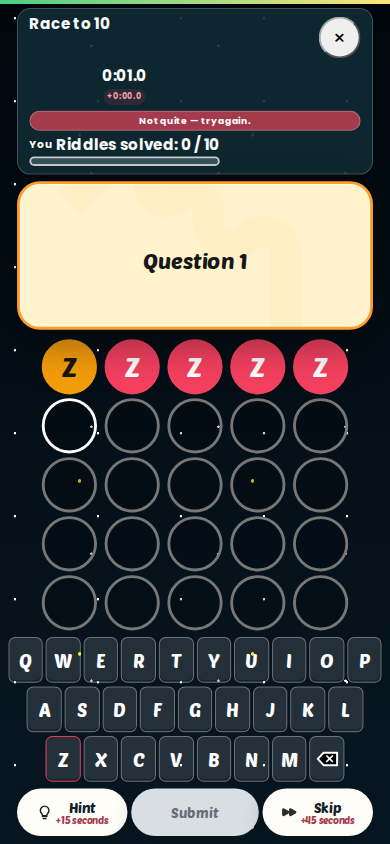 Race to 10
×
0:01.0
+0:00.0
Not quite — try again.
You Riddles solved: 0 / 10
Question 1
Z Z Z Z Z
Q W E R T Y U I O P
A S D F G H J K L
Z X C V B N M
Hint
+15 seconds
Submit
Skip
+45 seconds